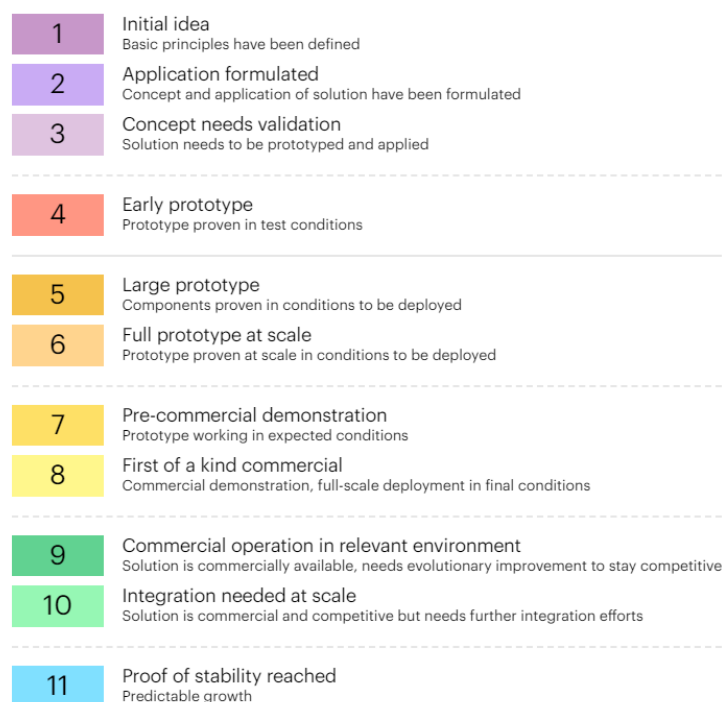 1
Initial idea
Basic principles have been defined
2
Application formulated
Concept and application of solution have been formulated
3
Concept needs validation
Solution needs to be prototyped and applied
4
Early prototype
Prototype proven in test conditions
5
Large prototype
Components proven in conditions to be deployed
6
Full prototype at scale
Prototype proven at scale in conditions to be deployed
7
Pre-commercial demonstration
Prototype working in expected conditions
8
First of a kind commercial
Commercial demonstration, full-scale deployment in final conditions
9
Commercial operation in relevant environment
Solution is commercially available, needs evolutionary improvement to stay competitive
10
Integration needed at scale
Solution is commercial and competitive but needs further integration efforts
11
Proof of stability reached
Predictable growth